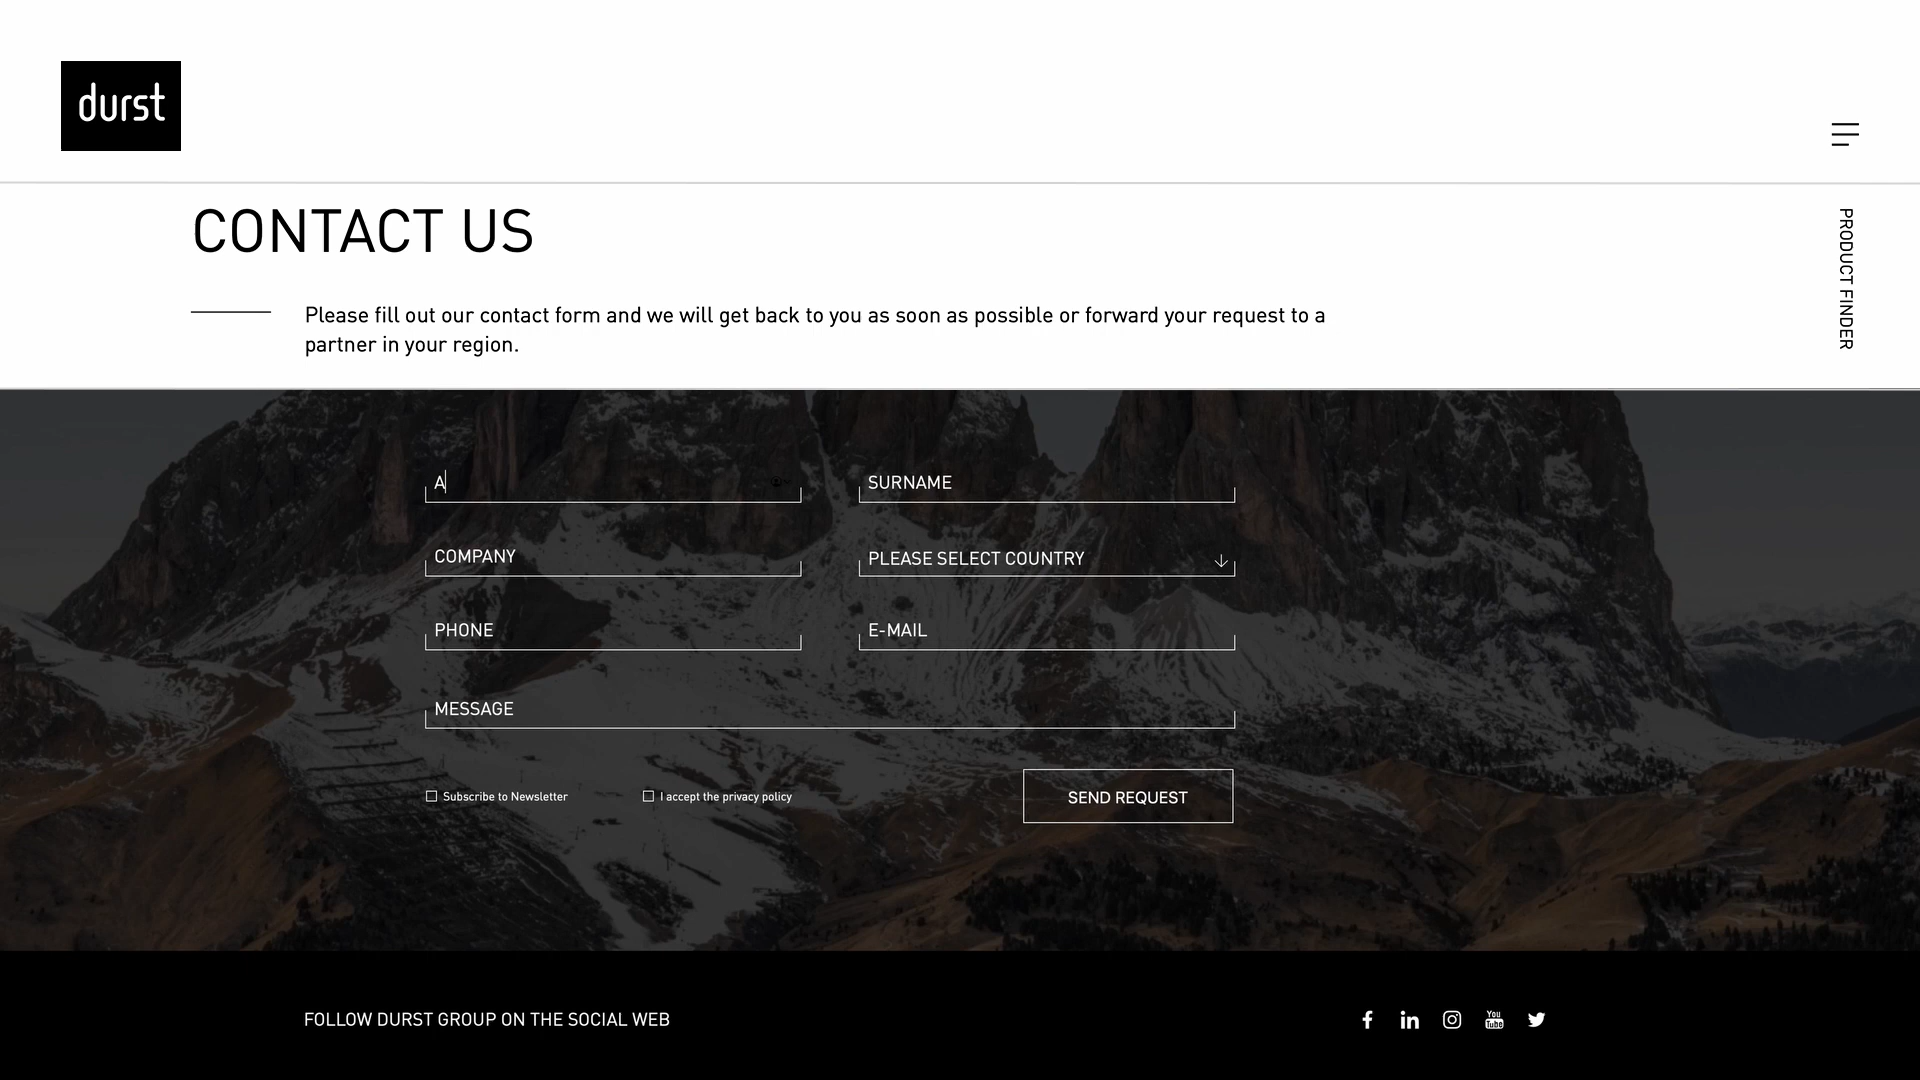 durst
CONTACT US
PRODUCT FINDER
Please fill out our contact form and we will get back to you as soon as possible or forward your request to a
partner in your region.
A
SURNAME
COMPANY
PLEASE SELECT COUNTRY
PHONE
E-MAIL
MESSAGE
Subscribe to Newsletter
I accept the privacy policy
SEND REQUEST
FOLLOW DURST GROUP ON THE SOCIAL WEB
f
in
You
Tube